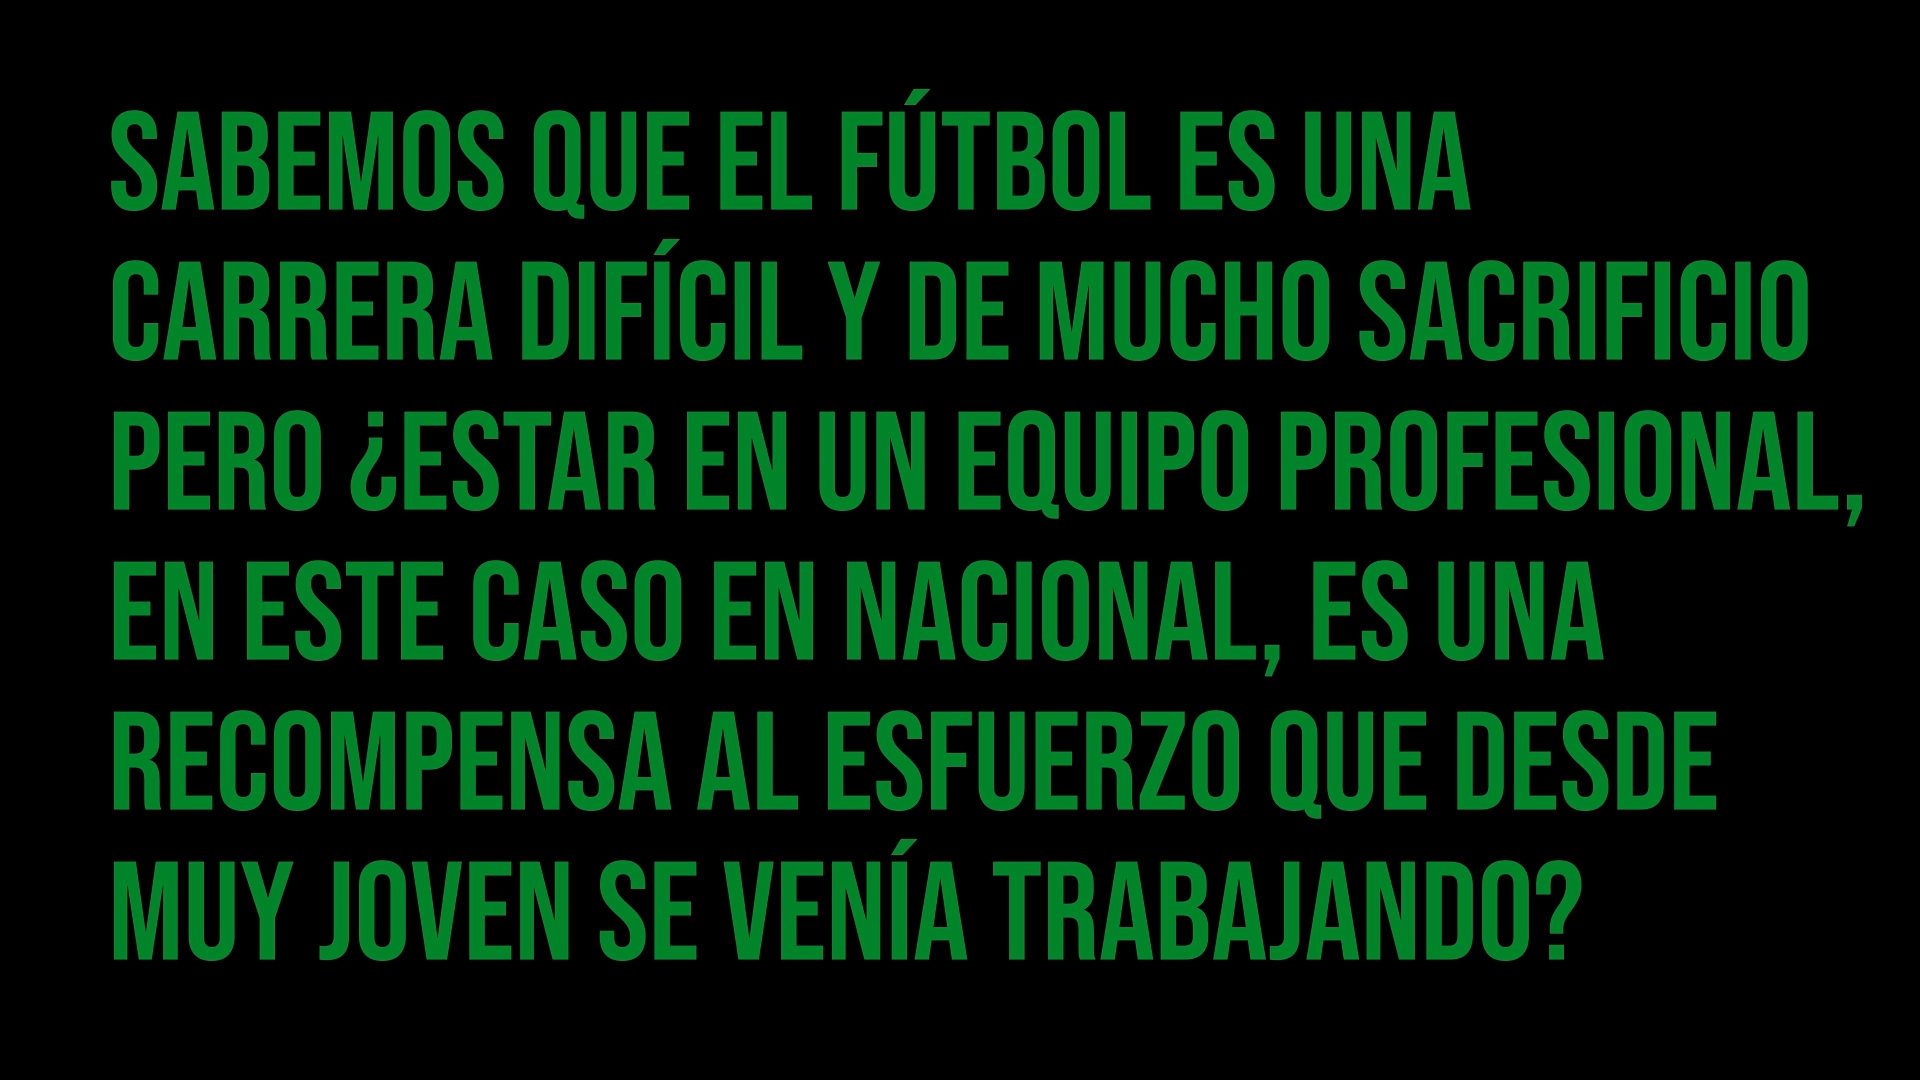 SABEMOS QUE EL FÚTBOL ES UNA
CARRERA DIFÍCIL Y DE MUCHO SACRIFICIO
PERO ¿ESTAR EN UN EQUIPO PROFESIONAL,
EN ESTE CASO EN NACIONAL, ES UNA
RECOMPENSA AL ESFUERZO QUE DESDE
MUY JOVEN SE VENÍA TRABAJANDO?